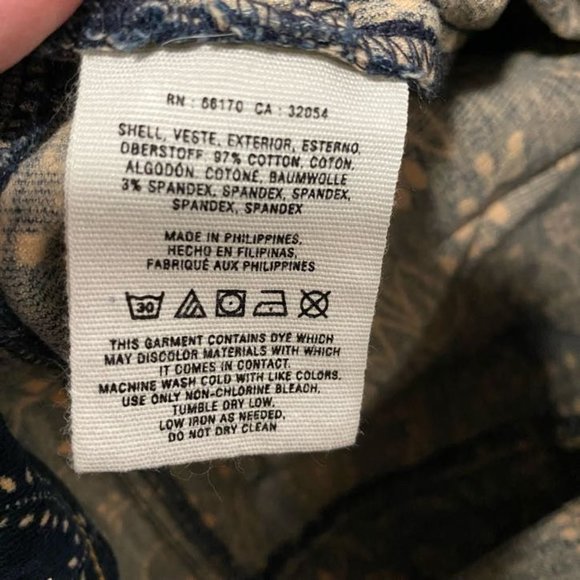 RN : 66170 CA : 32054
SHELL, VESTE, EXTERIOR, ESTERNO,
OBERSTOFF: 97% COTTON, COTON,
ALGODÓN, COTONE, BAUMWOLLE
3% SPANDEX, SPANDEX, SPANDEX,
SPANDEX, SPANDEX
MADE IN PHILIPPINES.
HECHO EN FILIPINAS,
FABRIQUÉ AUX PHILIPPINES
30
THIS GARMENT CONTAINS DYE WHICH
MAY DISCOLOR MATERIALS WITH WHICH
IT COMES IN CONTACT.
MACHINE WASH COLD WITH LIKE COLORS.
USE ONLY NON-CHLORINE BLEACH.
TUMBLE DRY LOW.
LOW IRON AS NEEDED.
DO NOT DRY CLEAN